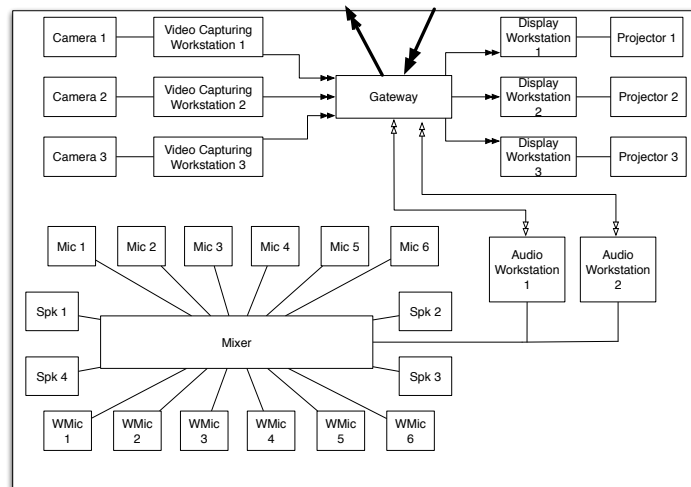 Camera 1
Video Capturing
Workstation 1
Display
Workstation
1
Projector 1
Camera 2
Video Capturing
Workstation 2
Gateway
Display
Workstation
2
Projector 2
Camera 3
Video Capturing
Workstation 3
Display
Workstation
3
Projector 3
Mic 1
Mic 2
Mic 3
Mic 4
Mic 5
Mic 6
Audio
Workstation
1
Audio
Workstation
2
Spk 1
Spk 2
Mixer
Spk 4
Spk 3
WMic
1
WMic
2
WMic
3
WMic
4
WMic
5
WMic
6